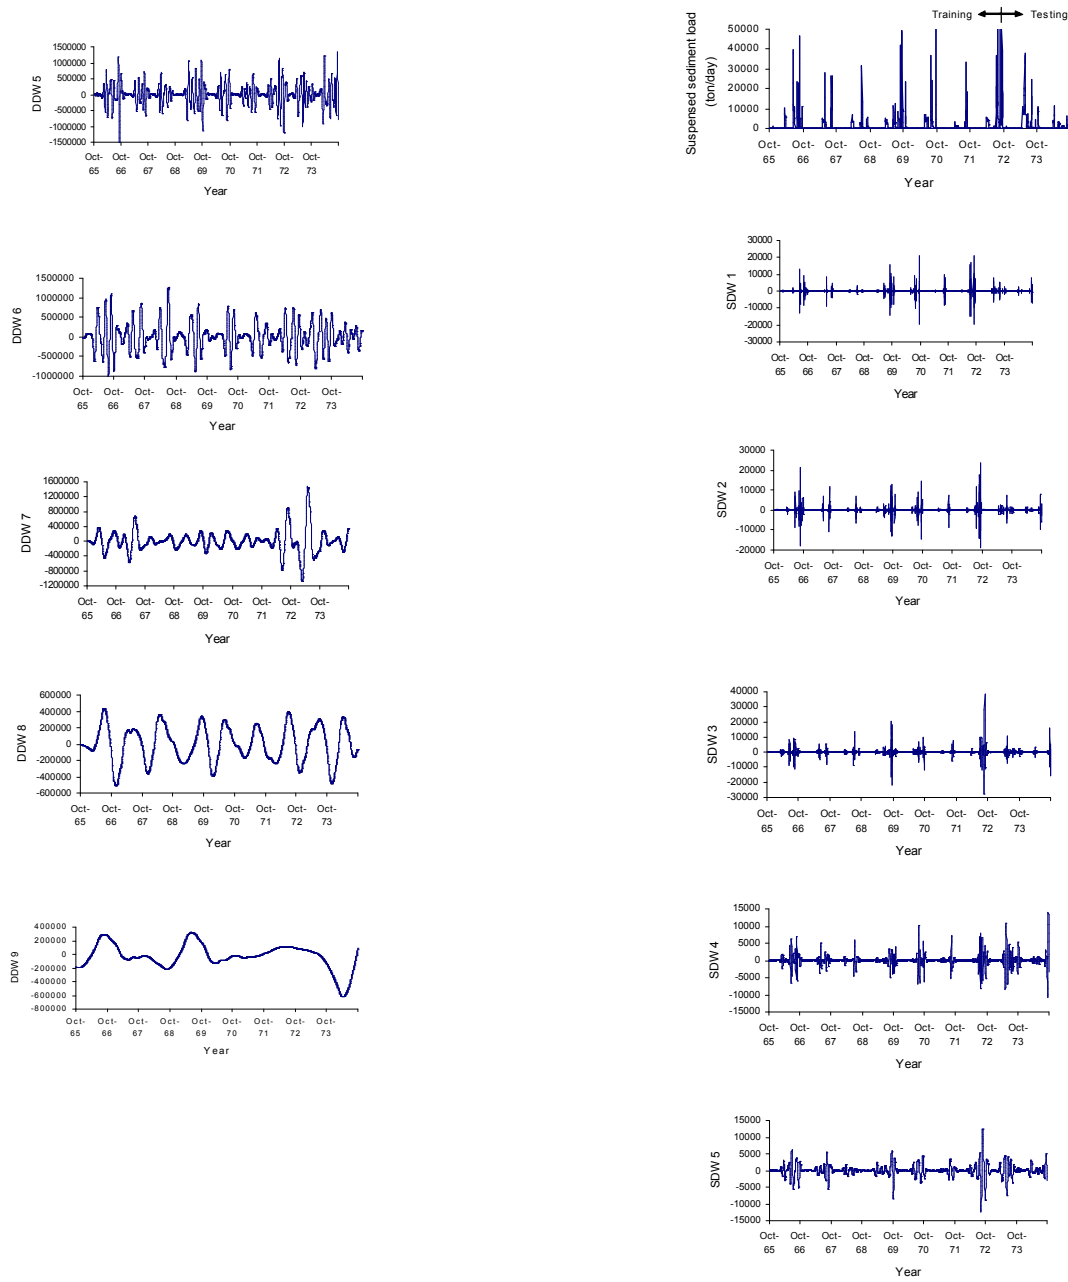 DDW 5
1500000
1000000
500000
0
-500000
-1000000
-1500000
Oct- Oct- Oct- Oct- Oct- Oct- Oct- Oct- Oct-
65 66 67 68 69 70 71 72 73
Year
DDW 6
1500000
1000000
500000
0
-500000
-1000000
Oct- Oct- Oct- Oct- Oct- Oct- Oct- Oct- Oct-
65 66 67 68 69 70 71 72 73
Year
DDW 7
1600000
1200000
800000
400000
0
-400000
-800000
-1200000
Oct- Oct- Oct- Oct- Oct- Oct- Oct- Oct- Oct-
65 66 67 68 69 70 71 72 73
Year
DDW 8
600000
400000
200000
0
-200000
-400000
-600000
Oct- Oct- Oct- Oct- Oct- Oct- Oct- Oct- Oct-
65 66 67 68 69 70 71 72 73
Year
DDW 9
400000
200000
0
-200000
-400000
-600000
-800000
Oct- Oct- Oct- Oct- Oct- Oct- Oct- Oct- Oct-
65 66 67 68 69 70 71 72 73
Year
Training Testing
Suspensed sediment load
(ton/day)
50000
40000
30000
20000
10000
0
Oct- Oct- Oct- Oct- Oct- Oct- Oct- Oct- Oct-
65 66 67 68 69 70 71 72 73
Year
SDW 1
30000
20000
10000
0
-10000
-20000
-30000
Oct- Oct- Oct- Oct- Oct- Oct- Oct- Oct- Oct-
65 66 67 68 69 70 71 72 73
Year
SDW 2
30000
20000
10000
0
-10000
-20000
Oct- Oct- Oct- Oct- Oct- Oct- Oct- Oct- Oct-
65 66 67 68 69 70 71 72 73
Year
SDW 3
40000
30000
20000
10000
0
-10000
-20000
-30000
Oct- Oct- Oct- Oct- Oct- Oct- Oct- Oct- Oct-
65 66 67 68 69 70 71 72 73
Year
SDW 4
15000
10000
5000
0
-5000
-10000
-15000
Oct- Oct- Oct- Oct- Oct- Oct- Oct- Oct- Oct-
65 66 67 68 69 70 71 72 73
Year
SDW 5
15000
10000
5000
0
-5000
-10000
-15000
Oct- Oct- Oct- Oct- Oct- Oct- Oct- Oct- Oct-
65 66 67 68 69 70 71 72 73
Year